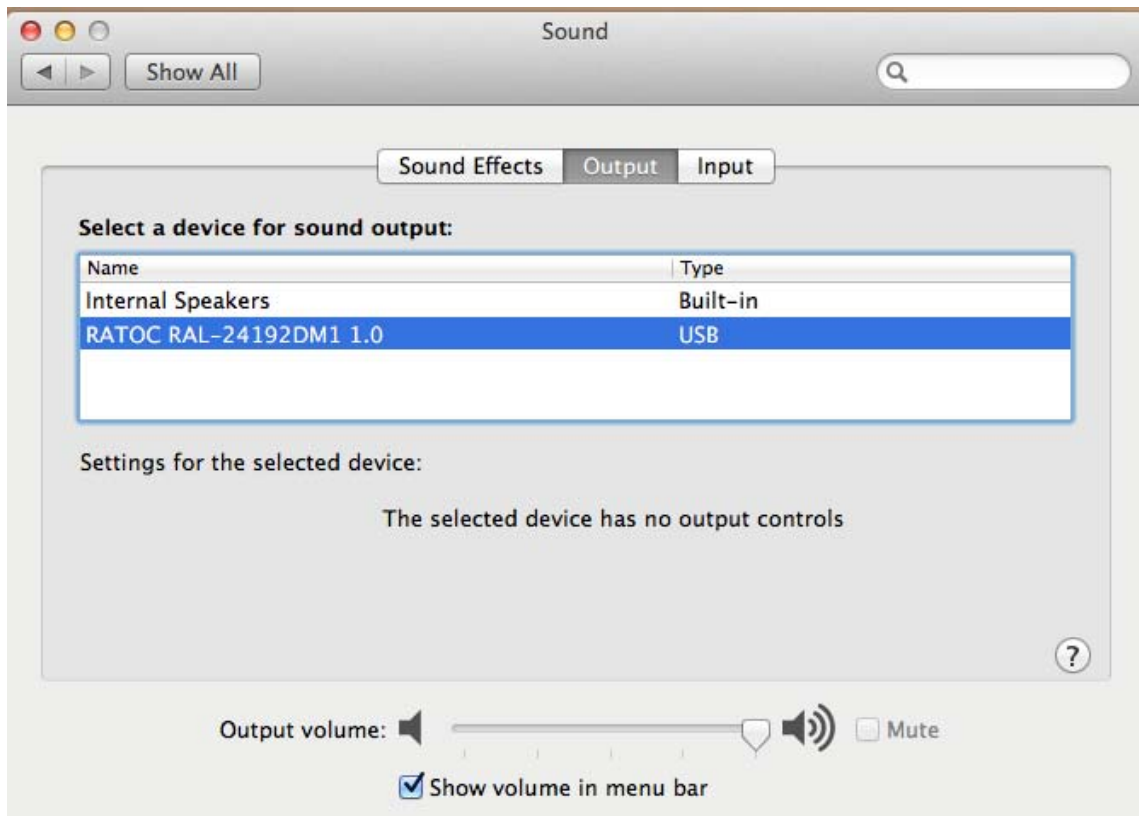 Sound
Show All
Sound Effects Output Input
Select a device for sound output:
Name Type
Internal Speakers Built-in
RATOC RAL-24192DM1 1.0 USB
Settings for the selected device:
The selected device has no output controls
?
Output volume: Mute
Show volume in menu bar